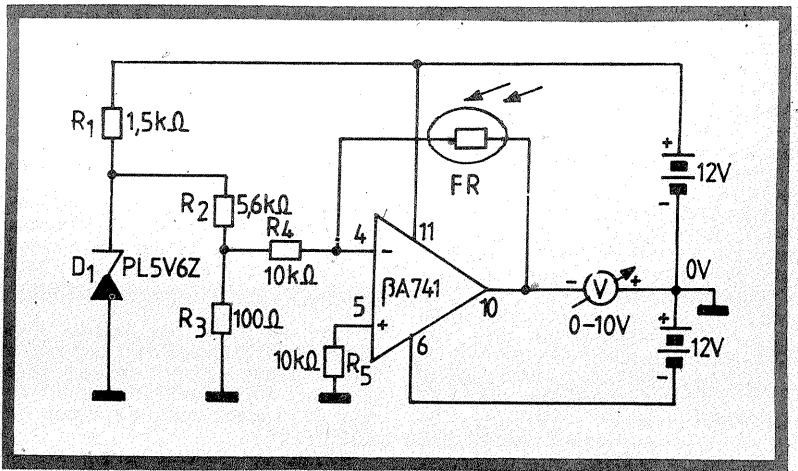 R1 1,5kΩ
FR
+
12V
-
R2 5,6kΩ
R4
10kΩ
4
-
11
D1 PL5V6Z
βA741
0V
- V +
10
0-10V
5
+
R3 100Ω
6
10kΩ R5
+
12V
-